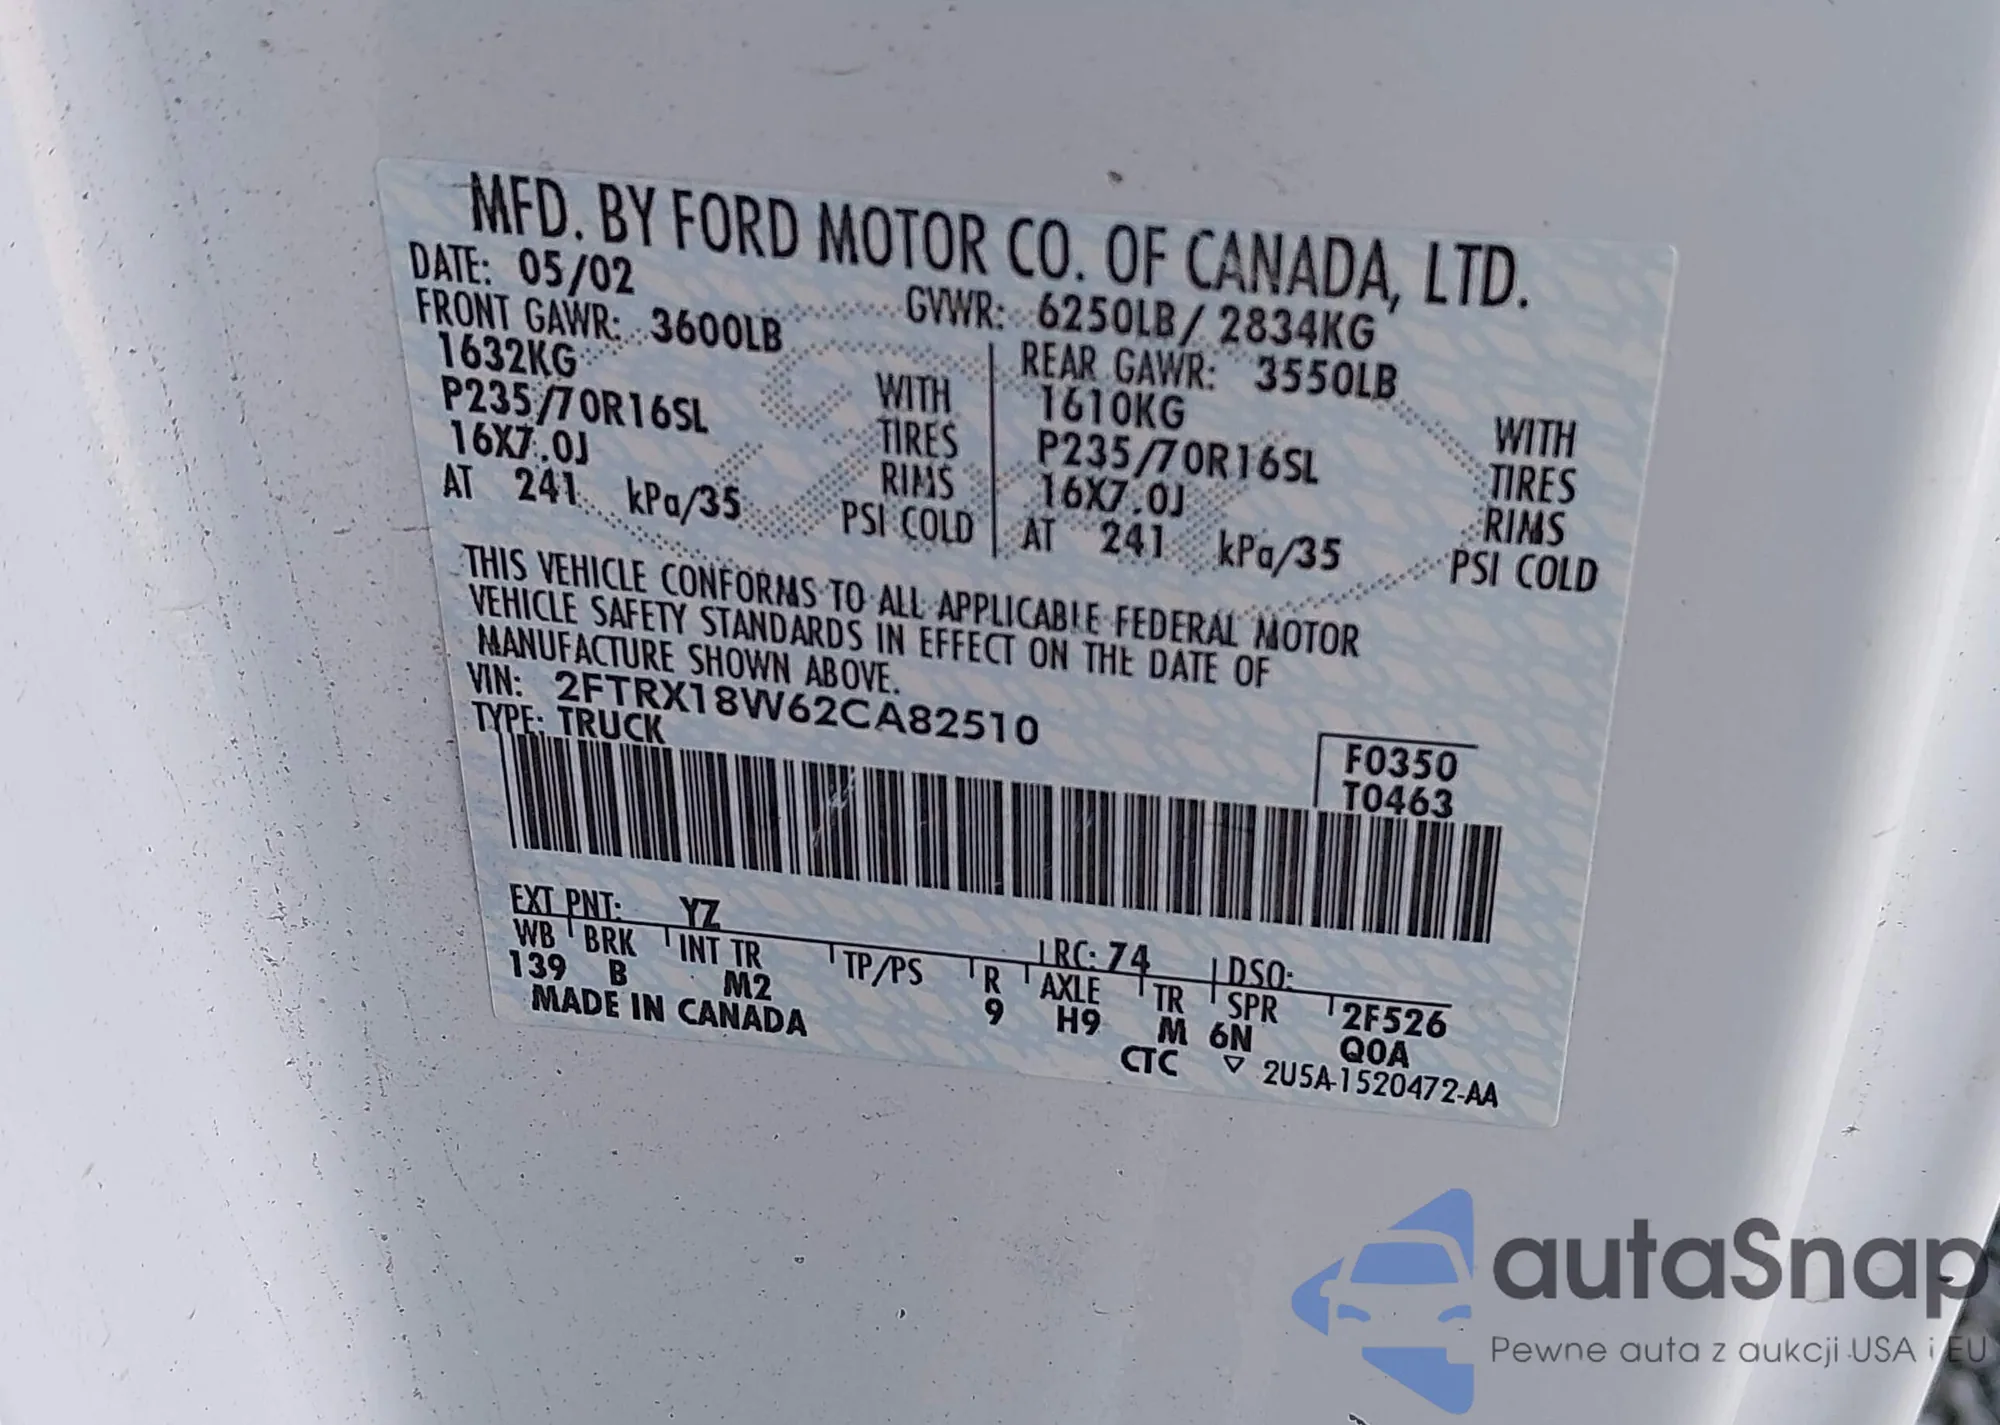 MFD. BY FORD MOTOR CO. OF CANADA, LTD.
DATE: 05/02 GVWR: 6250LB/ 2834KG
FRONT GAWR: 3600LB REAR GAWR: 3550LB
1632KG WITH 1610KG WITH
P235/70R16SL TIRES P235/70R16SL TIRES
16X7.0J RIMS 16X7.0J RIMS
AT 241 kPa/35 PSI COLD AT 241 kPa/35 PSI COLD
THIS VEHICLE CONFORMS TO ALL APPLICABLE FEDERAL MOTOR
VEHICLE SAFETY STANDARDS IN EFFECT ON THE DATE OF
MANUFACTURE SHOWN ABOVE.
VIN: 2FTRX18W62CA82510
TYPE: TRUCK
F0350
T0463
EXT PNT: YZ RC: 74 DSO:
WB BRK INT TR TP/PS R AXLE TR SPR 2F526
139 B M2 9 H9 M 6N Q0A
MADE IN CANADA CTC ▽ 2U5A-1520472-AA
autaSnap
Pewne auta z aukcji USA i EU